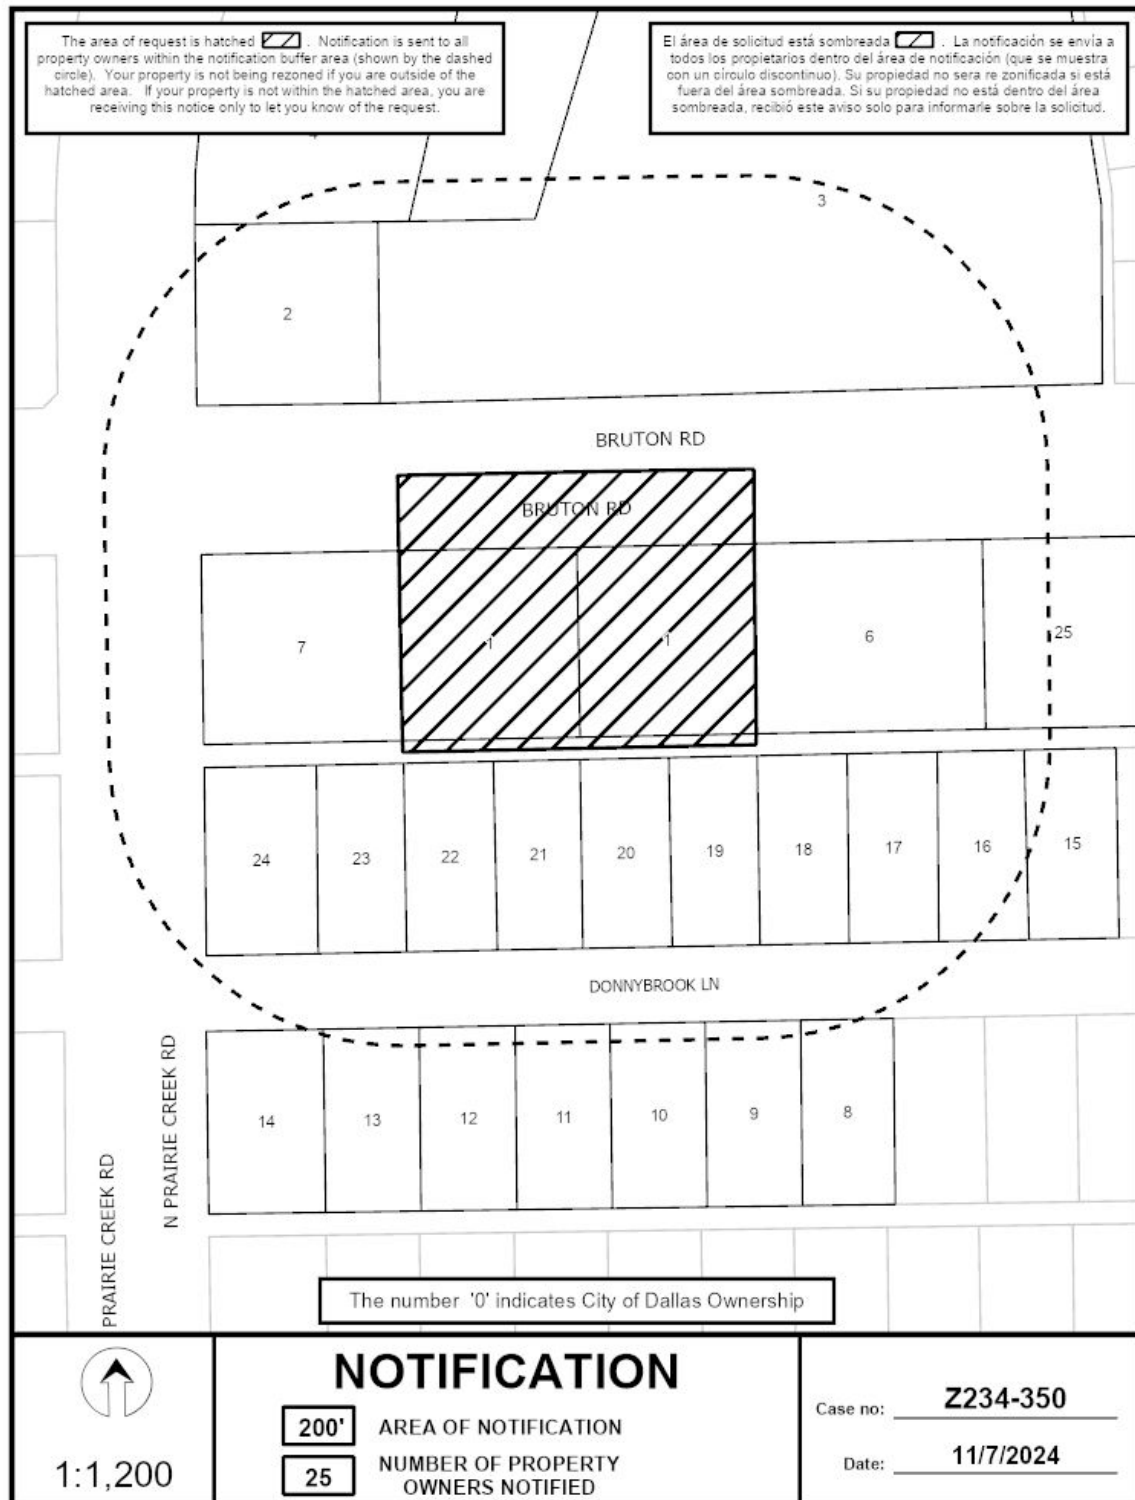 The area of request is hatched . Notification is sent to all
property owners within the notification buffer area (shown by the dashed
circle). Your property is not being rezoned if you are outside of the
hatched area. If your property is not within the hatched area, you are
receiving this notice only to let you know of the request.
El área de solicitud está sombreada . La notificación se envía a
todos los propietarios dentro del área de notificación (que se muestra
con un círculo discontinuo). Su propiedad no sera re zonificada si está
fuera del área sombreada. Si su propiedad no está dentro del área
sombreada, recibió este aviso solo para informarle sobre la solicitud.
3
2
BRUTON RD
BRUTON RD
7
1
1
6
25
24
23
22
21
20
19
18
17
16
15
DONNYBROOK LN
14
13
12
11
10
9
8
N PRAIRIE CREEK RD
PRAIRIE CREEK RD
The number '0' indicates City of Dallas Ownership
1:1,200
NOTIFICATION
200' AREA OF NOTIFICATION
25 NUMBER OF PROPERTY
OWNERS NOTIFIED
Case no: Z234-350
Date: 11/7/2024